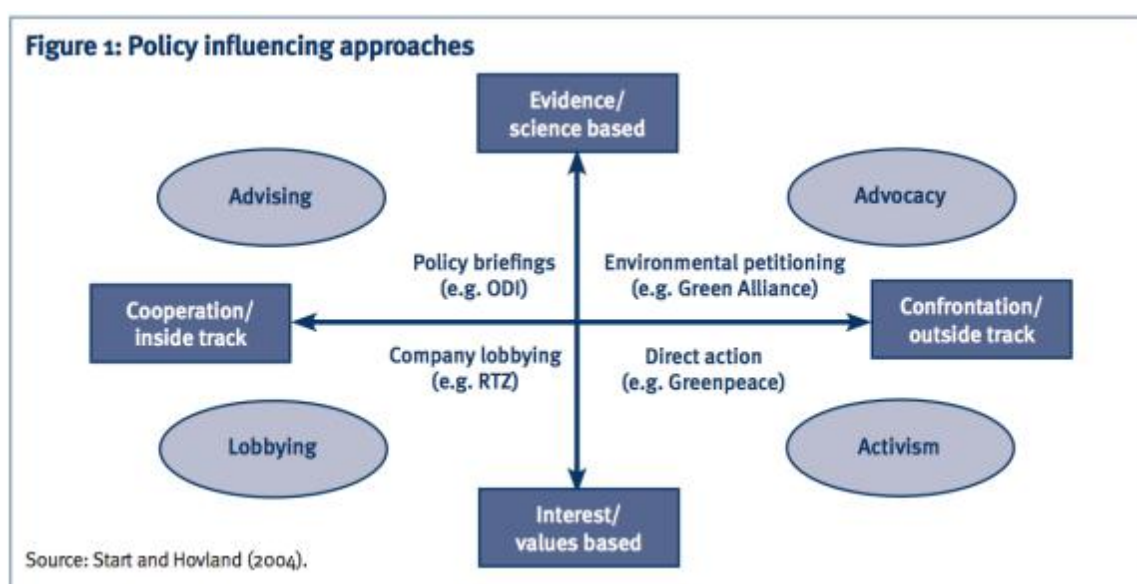 Figure 1: Policy influencing approaches
Evidence/
science based
Advising
Advocacy
Policy briefings
(e.g. ODI)
Environmental petitioning
(e.g. Green Alliance)
Cooperation/
inside track
Confrontation/
outside track
Company lobbying
(e.g. RTZ)
Direct action
(e.g. Greenpeace)
Lobbying
Activism
Interest/
values based
Source: Start and Hovland (2004).